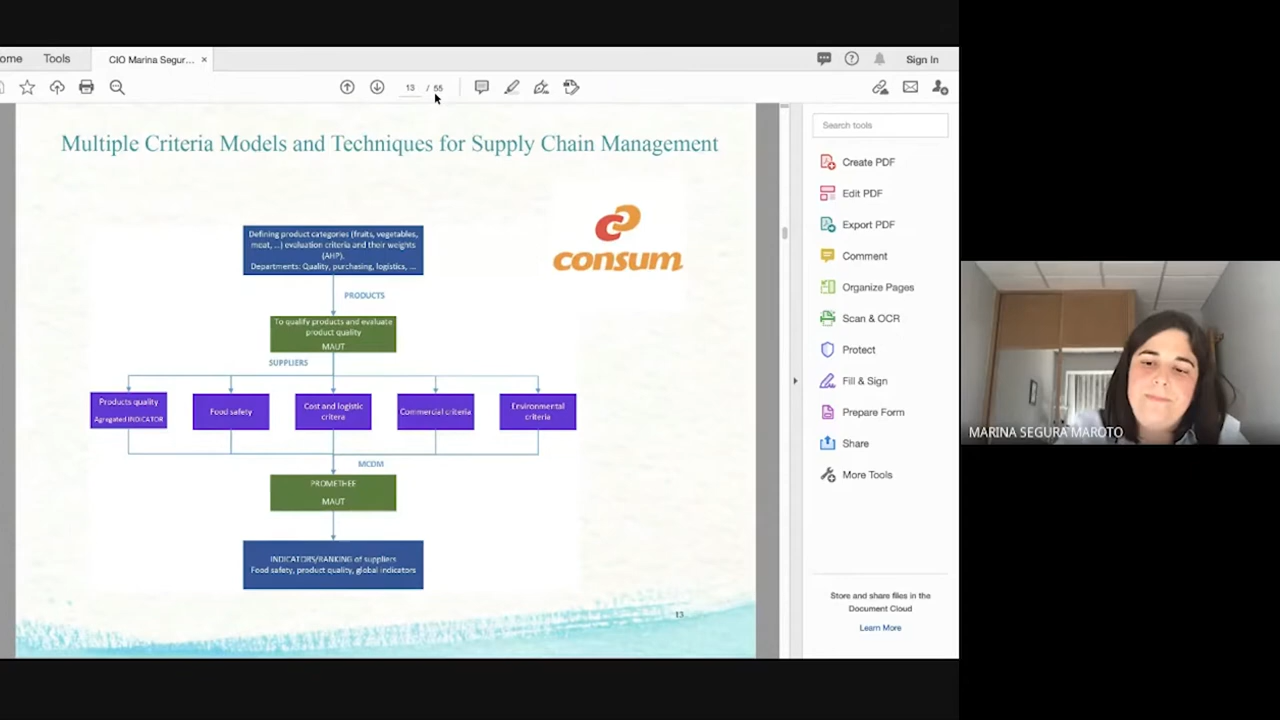 ome
Tools
CIO Marina Segur... ×
Sign In
13 / 55
Multiple Criteria Models and Techniques for Supply Chain Management
consum
Defining product categories (fruits, vegetables,
meat, ...) evaluation criteria and their weights
(AHP).
Departments: Quality, purchasing, logistics, ...
PRODUCTS
To qualify products and evaluate
product quality
MAUT
SUPPLIERS
Products quality
Agregated INDICATOR
Food safety
Cost and logistic
critera
Commercial criteria
Environmental
criteria
MCDM
PROMETHEE
MAUT
INDICATORS/RANKING of suppliers
Food safety, product quality, global indicators
13
Search tools
Create PDF
Edit PDF
Export PDF
Comment
Organize Pages
Scan & OCR
Protect
Fill & Sign
Prepare Form
Share
More Tools
Store and share files in the
Document Cloud
Learn More
MARINA SEGURA MAROTO